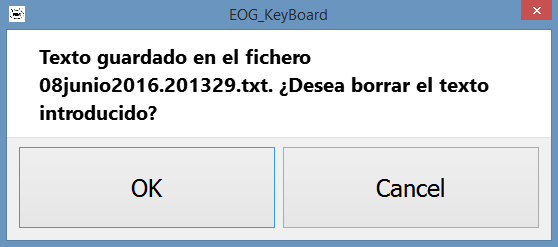 EOG_KeyBoard
Texto guardado en el fichero
08junio2016.201329.txt. ¿Desea borrar el texto
introducido?
OK
Cancel